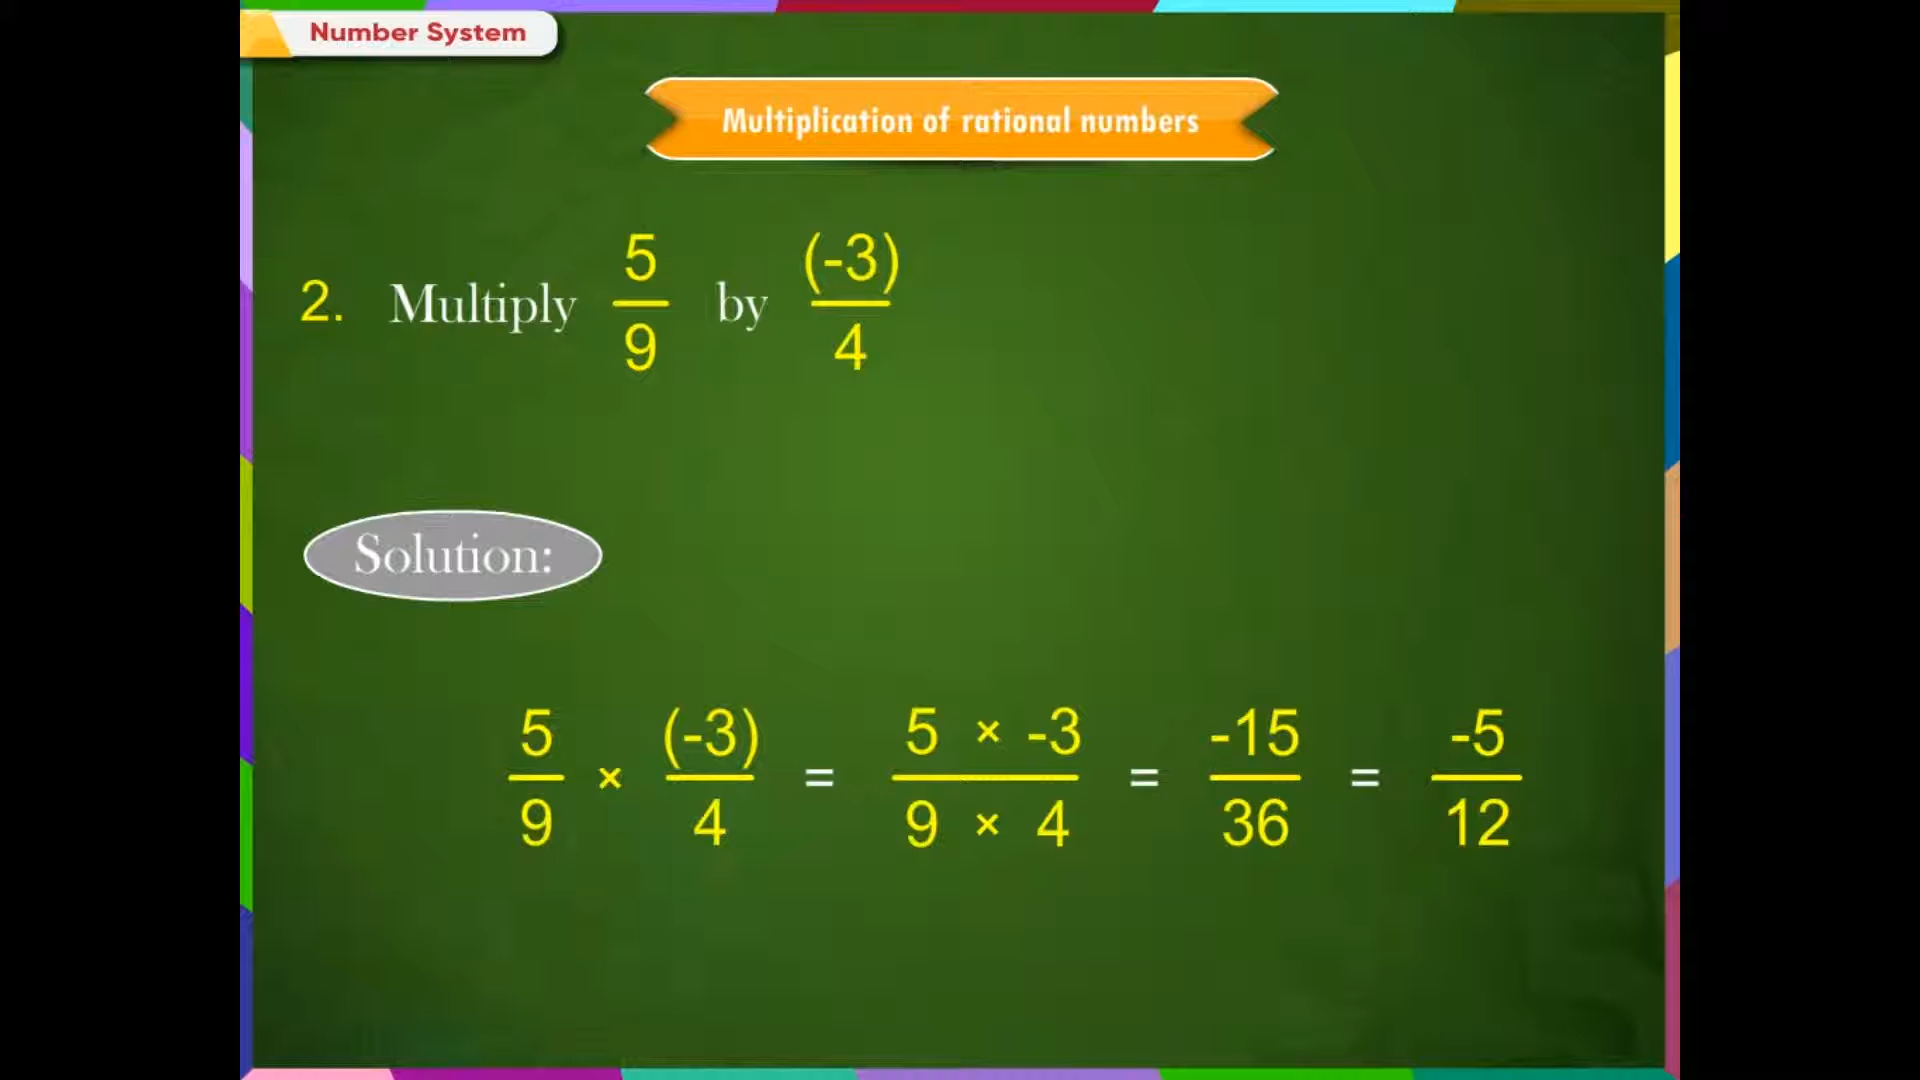 Number System
Multiplication of rational numbers
2. Multiply 5/9 by (-3)/4
Solution:
5/9 × (-3)/4 = 5 × -3/9 × 4 = -15/36 = -5/12